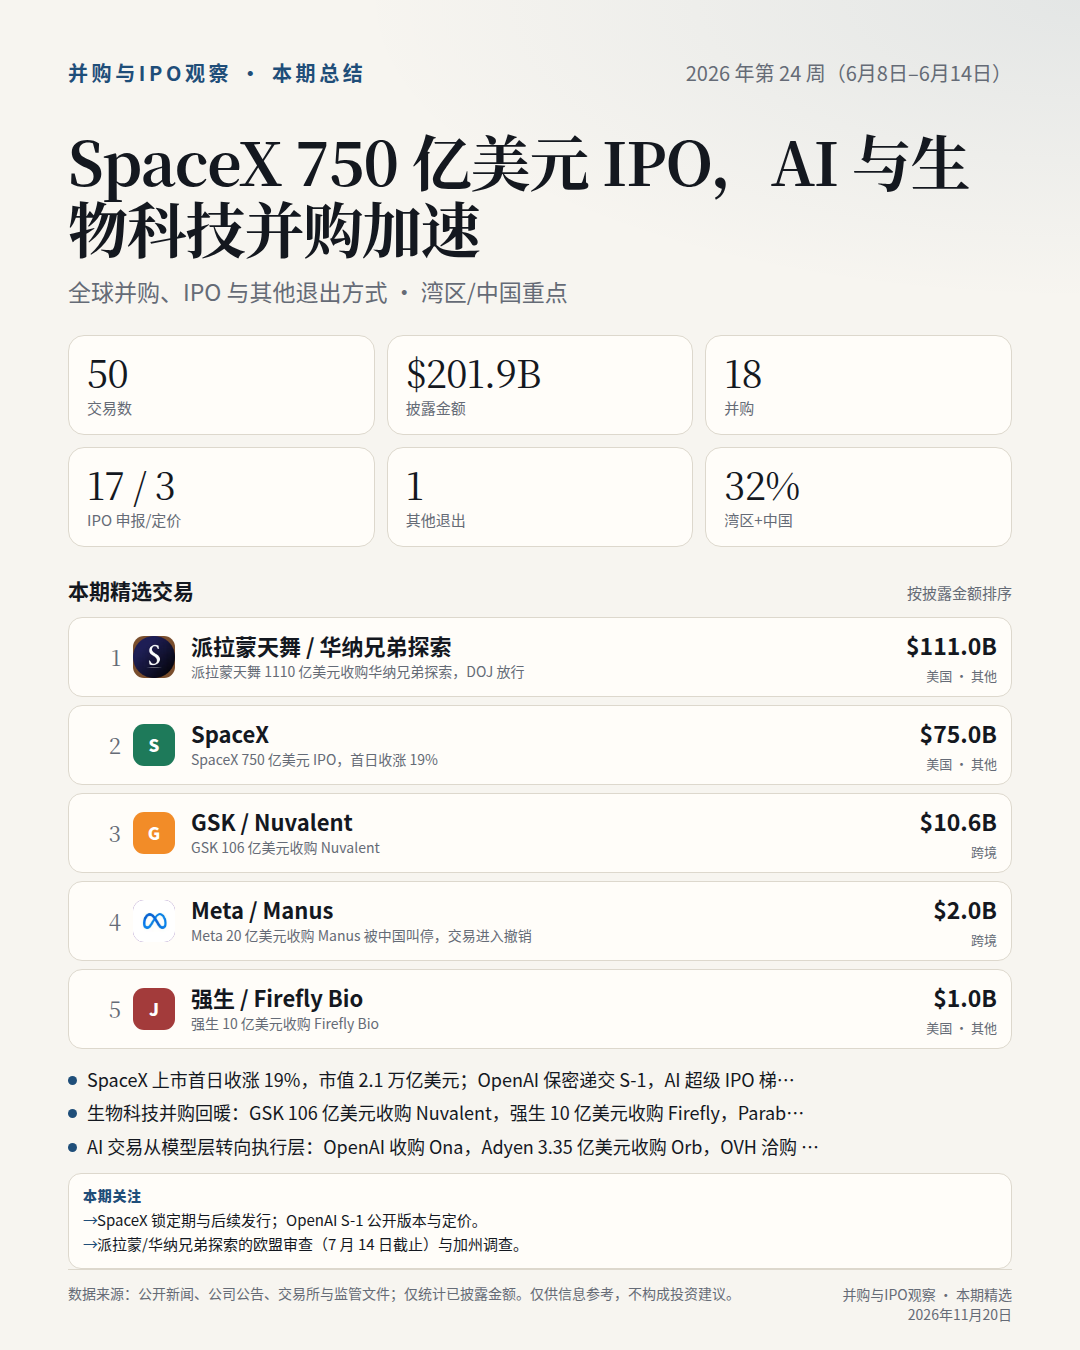 并购与IPO观察 · 本期总结
2026 年第 24 周（6月8日–6月14日）
SpaceX 750 亿美元 IPO，AI 与生
物科技并购加速
全球并购、IPO 与其他退出方式 · 湾区/中国重点
50
交易数
$201.9B
披露金额
18
并购
17 / 3
IPO 申报/定价
1
其他退出
32%
湾区+中国
本期精选交易
按披露金额排序
1
S
派拉蒙天舞 / 华纳兄弟探索
派拉蒙天舞 1110 亿美元收购华纳兄弟探索，DOJ 放行
$111.0B
美国 · 其他
2
S
SpaceX
SpaceX 750 亿美元 IPO，首日收涨 19%
$75.0B
美国 · 其他
3
G
GSK / Nuvalent
GSK 106 亿美元收购 Nuvalent
$10.6B
跨境
4
Meta / Manus
Meta 20 亿美元收购 Manus 被中国叫停，交易进入撤销
$2.0B
跨境
5
J
强生 / Firefly Bio
强生 10 亿美元收购 Firefly Bio
$1.0B
美国 · 其他
SpaceX 上市首日收涨 19%，市值 2.1 万亿美元；OpenAI 保密递交 S-1，AI 超级 IPO 梯…
生物科技并购回暖：GSK 106 亿美元收购 Nuvalent，强生 10 亿美元收购 Firefly，Parab…
AI 交易从模型层转向执行层：OpenAI 收购 Ona，Adyen 3.35 亿美元收购 Orb，OVH 洽购 …
本期关注
→SpaceX 锁定期与后续发行；OpenAI S-1 公开版本与定价。
→派拉蒙/华纳兄弟探索的欧盟审查（7 月 14 日截止）与加州调查。
数据来源：公开新闻、公司公告、交易所与监管文件；仅统计已披露金额。仅供信息参考，不构成投资建议。
并购与IPO观察 · 本期精选
2026年11月20日